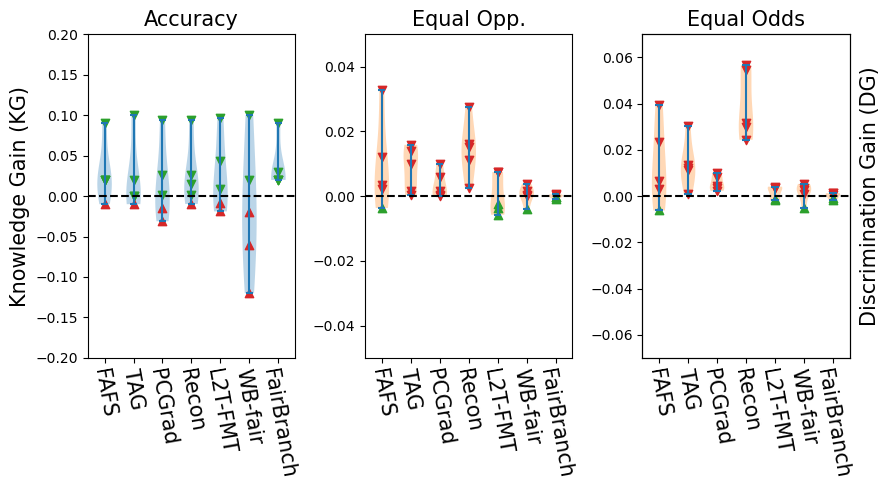 Accuracy
Equal Opp.
Equal Odds
Knowledge Gain (KG)
0.20
0.15
0.10
0.05
0.00
−0.05
−0.10
−0.15
−0.20
FAFS
TAG
PCGrad
Recon
L2T-FMT
WB-fair
FairBranch
0.04
0.02
0.00
−0.02
−0.04
FAFS
TAG
PCGrad
Recon
L2T-FMT
WB-fair
FairBranch
0.06
0.04
0.02
0.00
−0.02
−0.04
−0.06
FAFS
TAG
PCGrad
Recon
L2T-FMT
WB-fair
FairBranch
Discrimination Gain (DG)